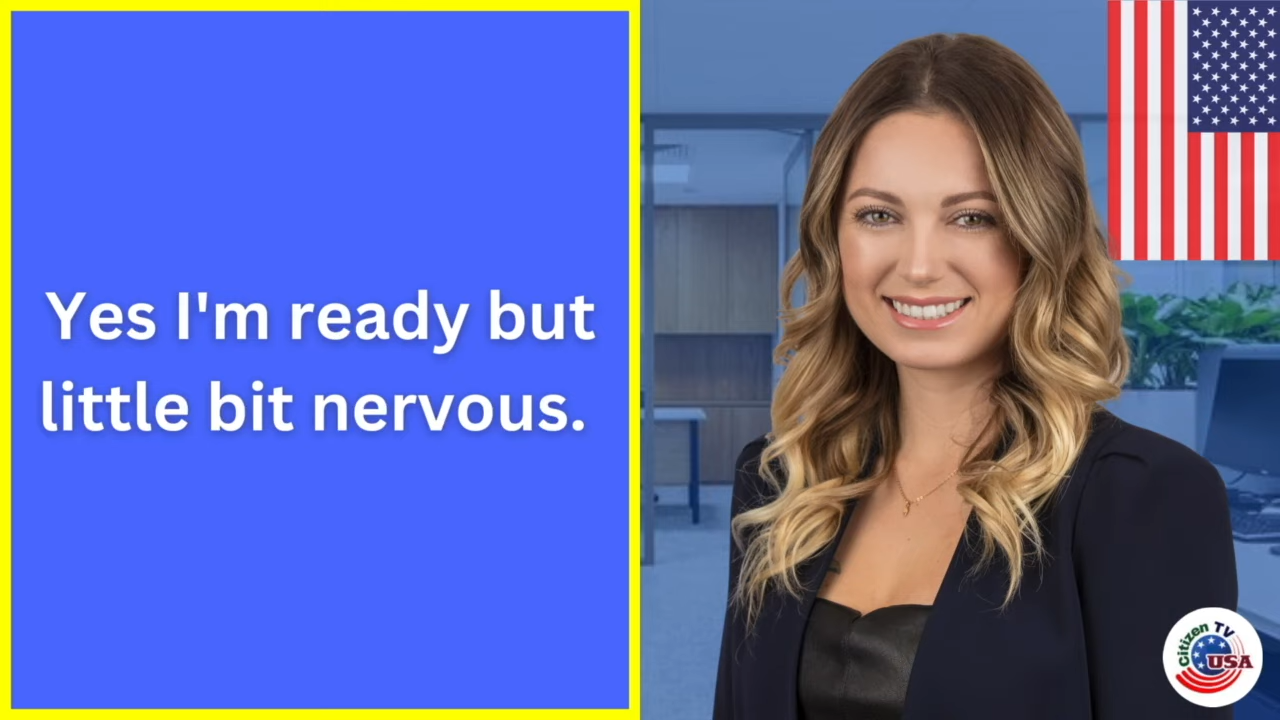 Yes I'm ready but
little bit nervous.
Citizen TV
USA